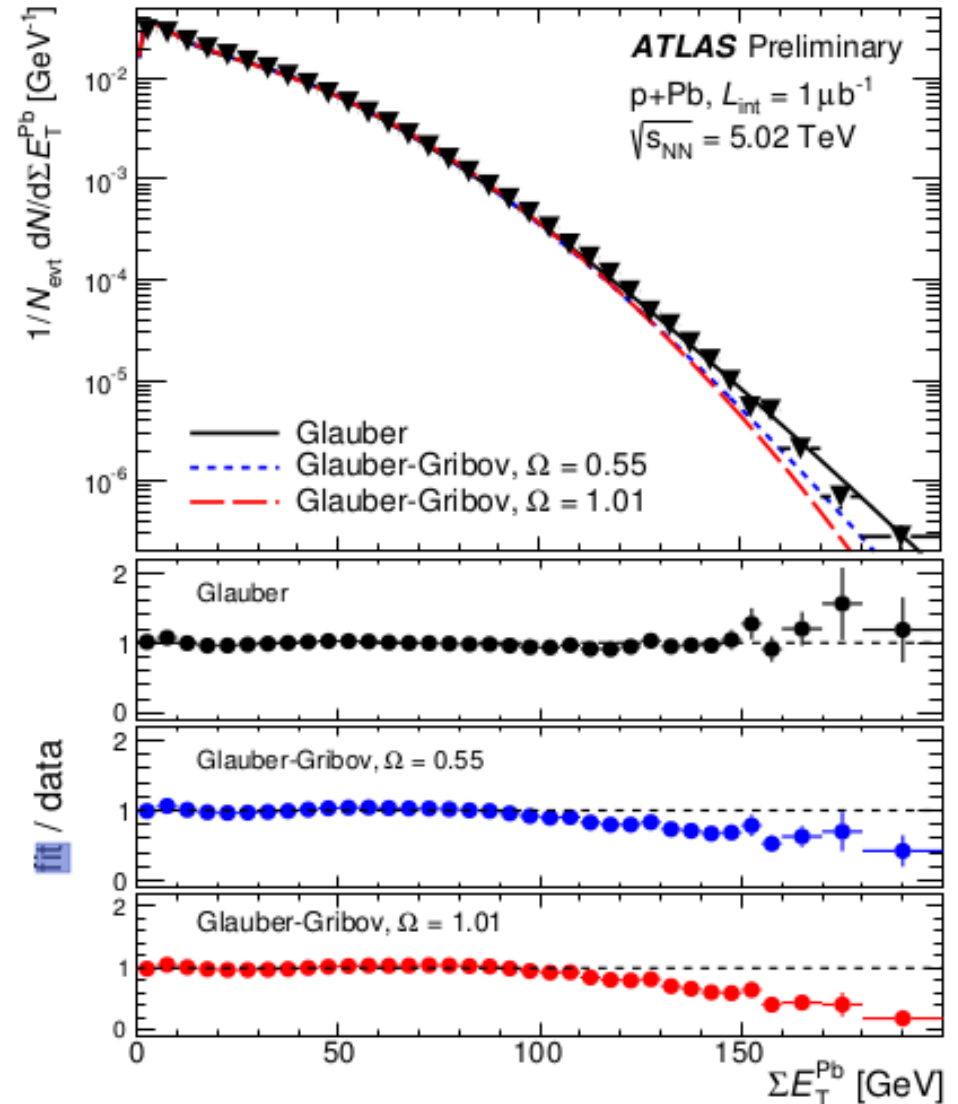 1/N_evt dN/dΣE_T^Pb [GeV⁻¹]
10⁻²
10⁻³
10⁻⁴
10⁻⁵
10⁻⁶
ATLAS Preliminary
p+Pb, L_int = 1 μb⁻¹
√s_NN = 5.02 TeV
Glauber
Glauber-Gribov, Ω = 0.55
Glauber-Gribov, Ω = 1.01
fit / data
2
1
0
Glauber
2
1
0
Glauber-Gribov, Ω = 0.55
2
1
0
Glauber-Gribov, Ω = 1.01
0 50 100 150
ΣE_T^Pb [GeV]